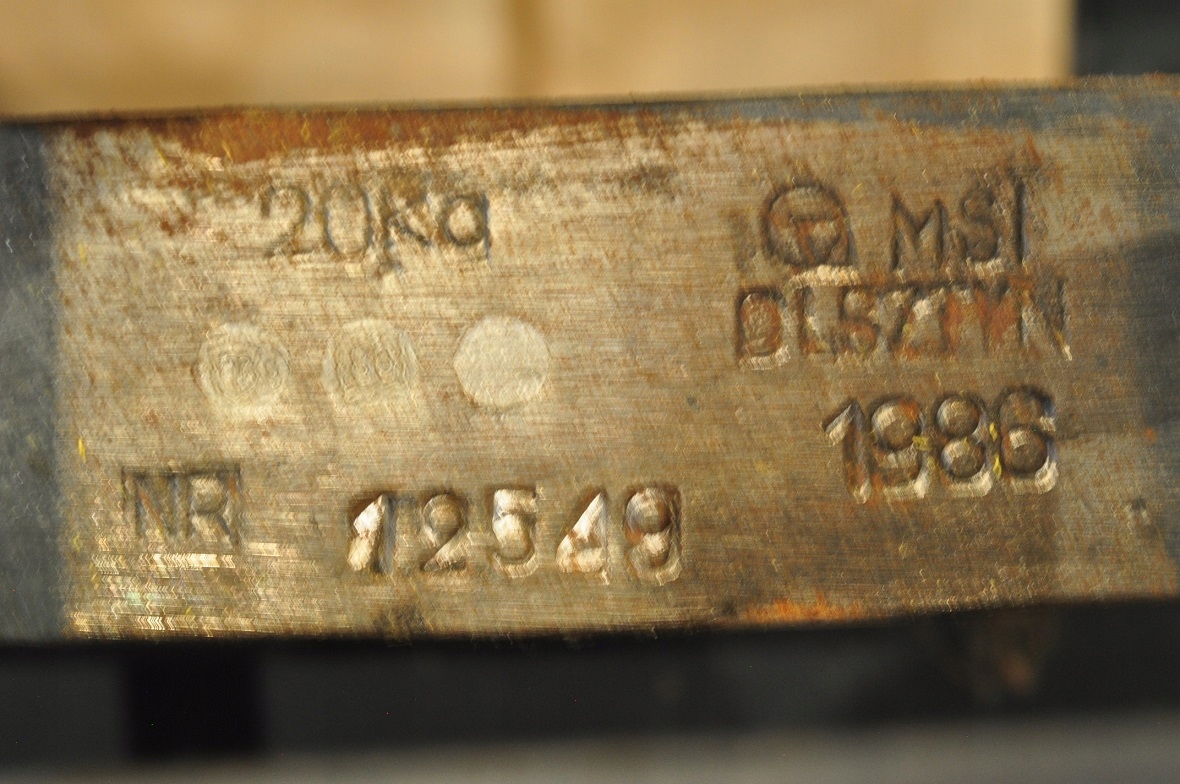 20Kg
T MSI
OLSZTYN
1986
NR 12549